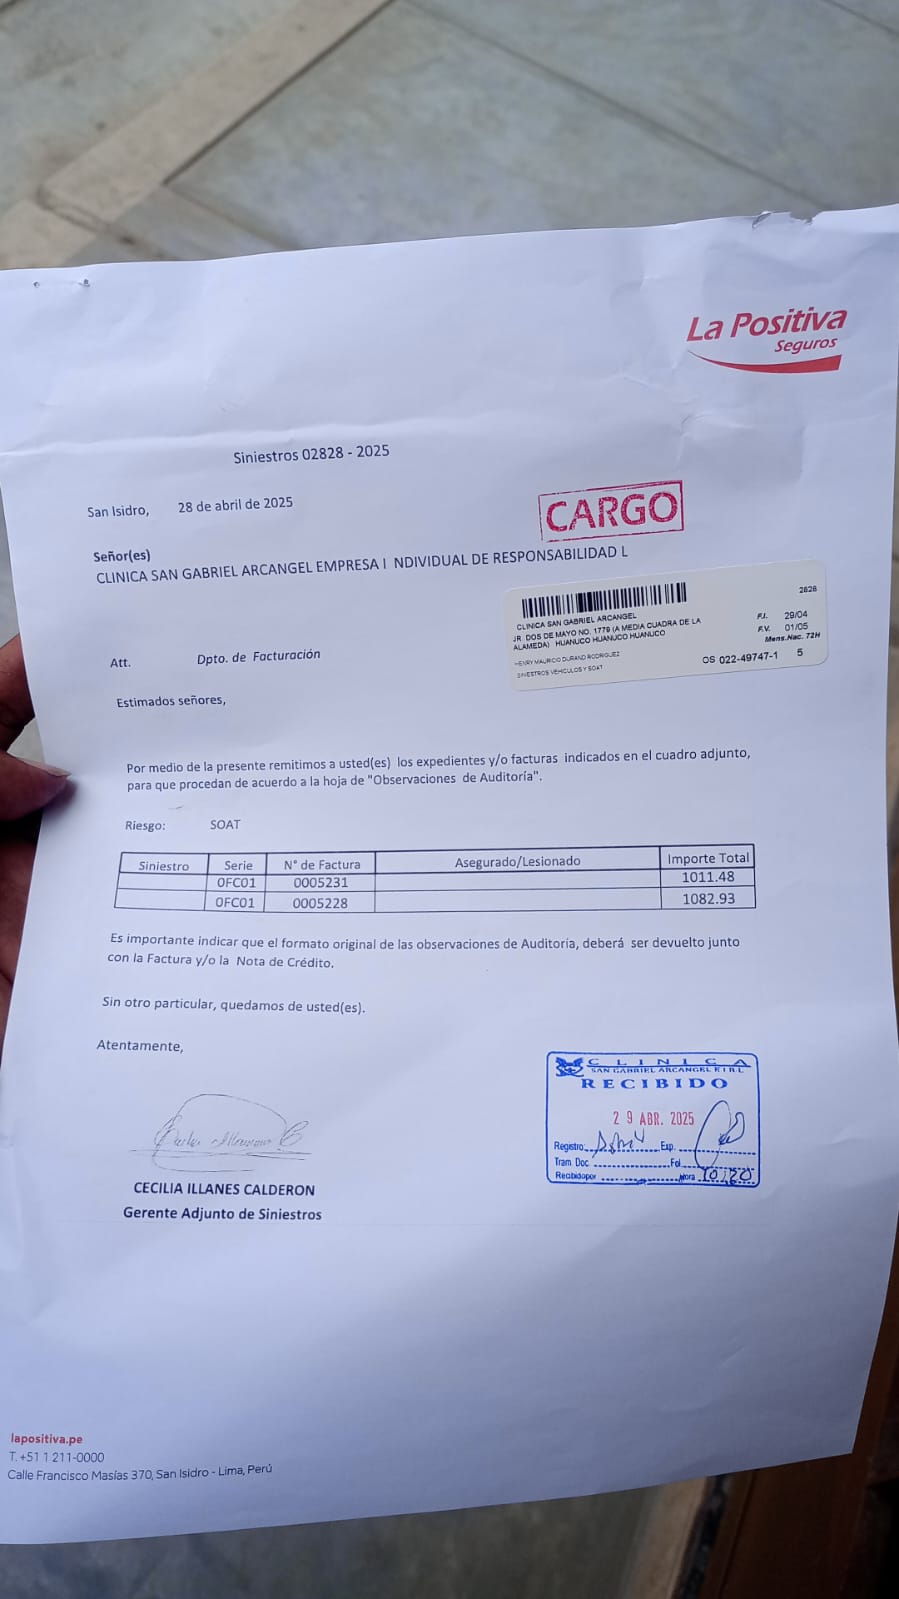 La Positiva
Seguros
Siniestros 02828 - 2025
San Isidro, 28 de abril de 2025
CARGO
Señor(es)
CLINICA SAN GABRIEL ARCANGEL EMPRESA I NDIVIDUAL DE RESPONSABILIDAD L
2828
CLINICA SAN GABRIEL ARCANGEL
JR DOS DE MAYO NO. 1779 (A MEDIA CUADRA DE LA
ALAMEDA) HUANUCO HUANUCO HUANUCO
F.I. 29/04
F.V. 01/05
Mens.Nac. 72H
HENRY MAURICIO DURAND RODRIGUEZ
SINIESTROS VEHICULOS Y SOAT
OS 022-49747-1 5
Att. Dpto. de Facturación
Estimados señores,
Por medio de la presente remitimos a usted(es) los expedientes y/o facturas indicados en el cuadro adjunto,
para que procedan de acuerdo a la hoja de "Observaciones de Auditoría".
Riesgo: SOAT
Siniestro Serie N° de Factura Asegurado/Lesionado Importe Total
0FC01 0005231 1011.48
0FC01 0005228 1082.93
Es importante indicar que el formato original de las observaciones de Auditoría, deberá ser devuelto junto
con la Factura y/o la Nota de Crédito.
Sin otro particular, quedamos de usted(es).
Atentamente,
CECILIA ILLANES CALDERON
Gerente Adjunto de Siniestros
CLINICA
SAN GABRIEL ARCANGEL E I R L
RECIBIDO
29 ABR. 2025
Registro: Exp.
Tram Doc Fol
Recibidopor Hora 10:20
lapositiva.pe
T. +51 1 211-0000
Calle Francisco Masías 370, San Isidro - Lima, Perú